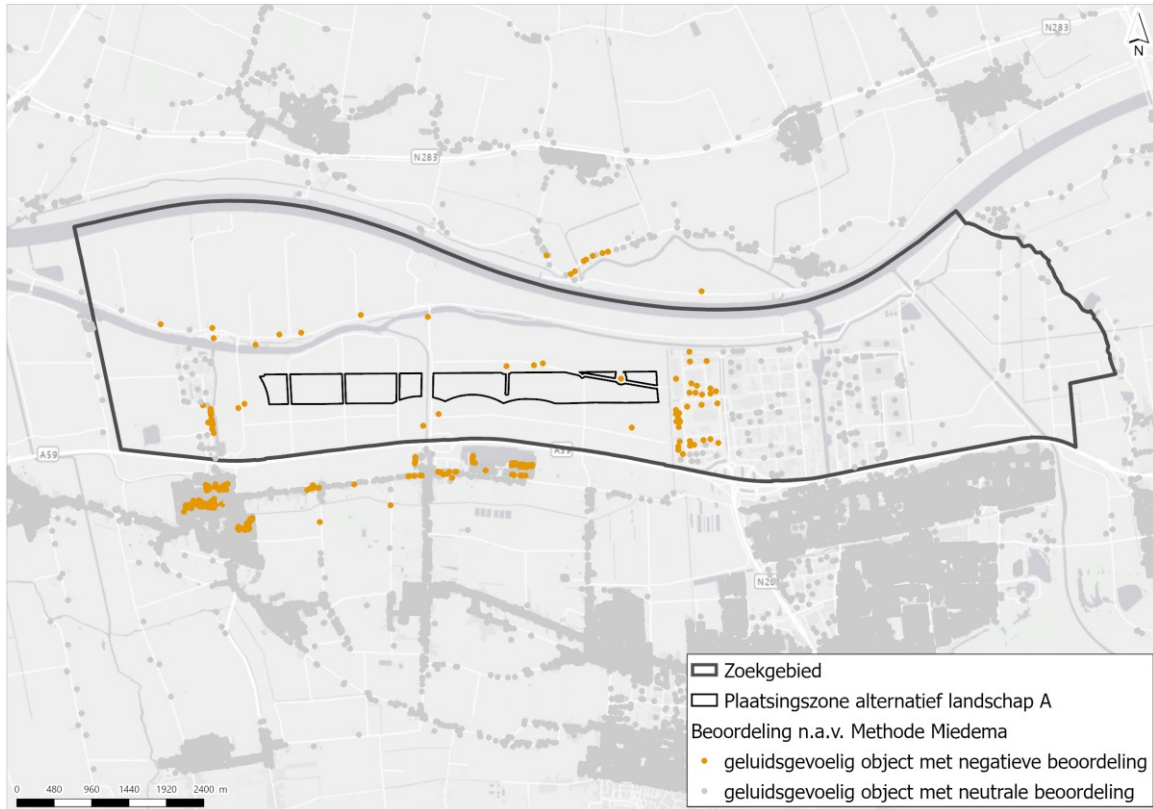 N283
N
N283
A59
A59
N26
Zoekgebied
Plaatsingszone alternatief landschap A
Beoordeling n.a.v. Methode Miedema
geluidsgevoelig object met negatieve beoordeling
geluidsgevoelig object met neutrale beoordeling
0 480 960 1440 1920 2400 m